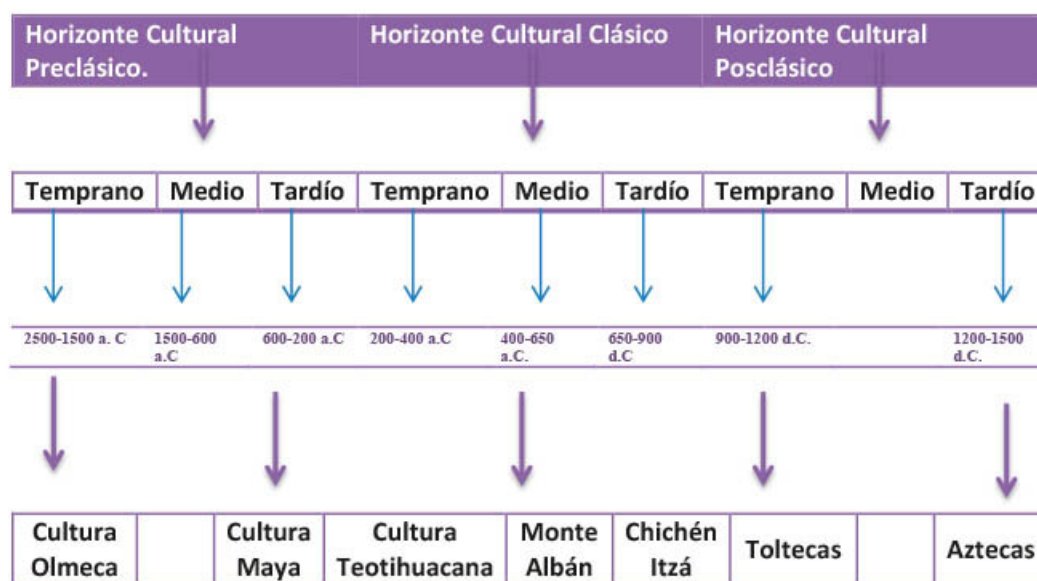 Horizonte Cultural
Preclásico.
Horizonte Cultural Clásico
Horizonte Cultural
Posclásico
Temprano
Medio
Tardío
Temprano
Medio
Tardío
Temprano
Medio
Tardío
2500-1500 a. C
1500-600
a.C
600-200 a.C
200-400 a.C
400-650
a.C.
650-900
d.C
900-1200 d.C.
1200-1500
d.C.
Cultura
Olmeca
Cultura
Maya
Cultura
Teotihuacana
Monte
Albán
Chichén
Itzá
Toltecas
Aztecas